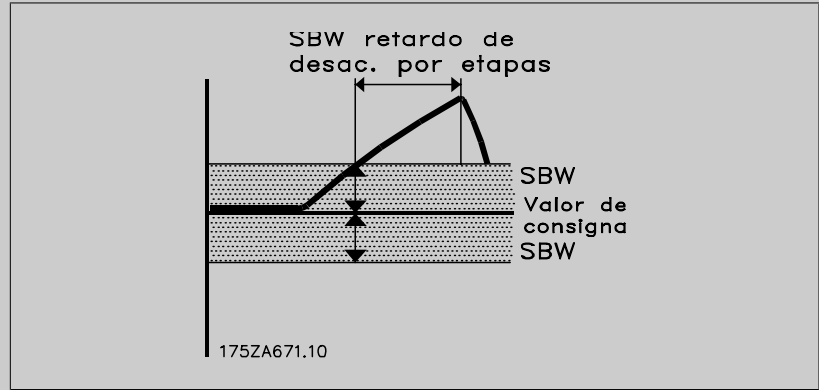 SBW retardo de
desac. por etapas
SBW
Valor de
consigna
SBW
175ZA671.10